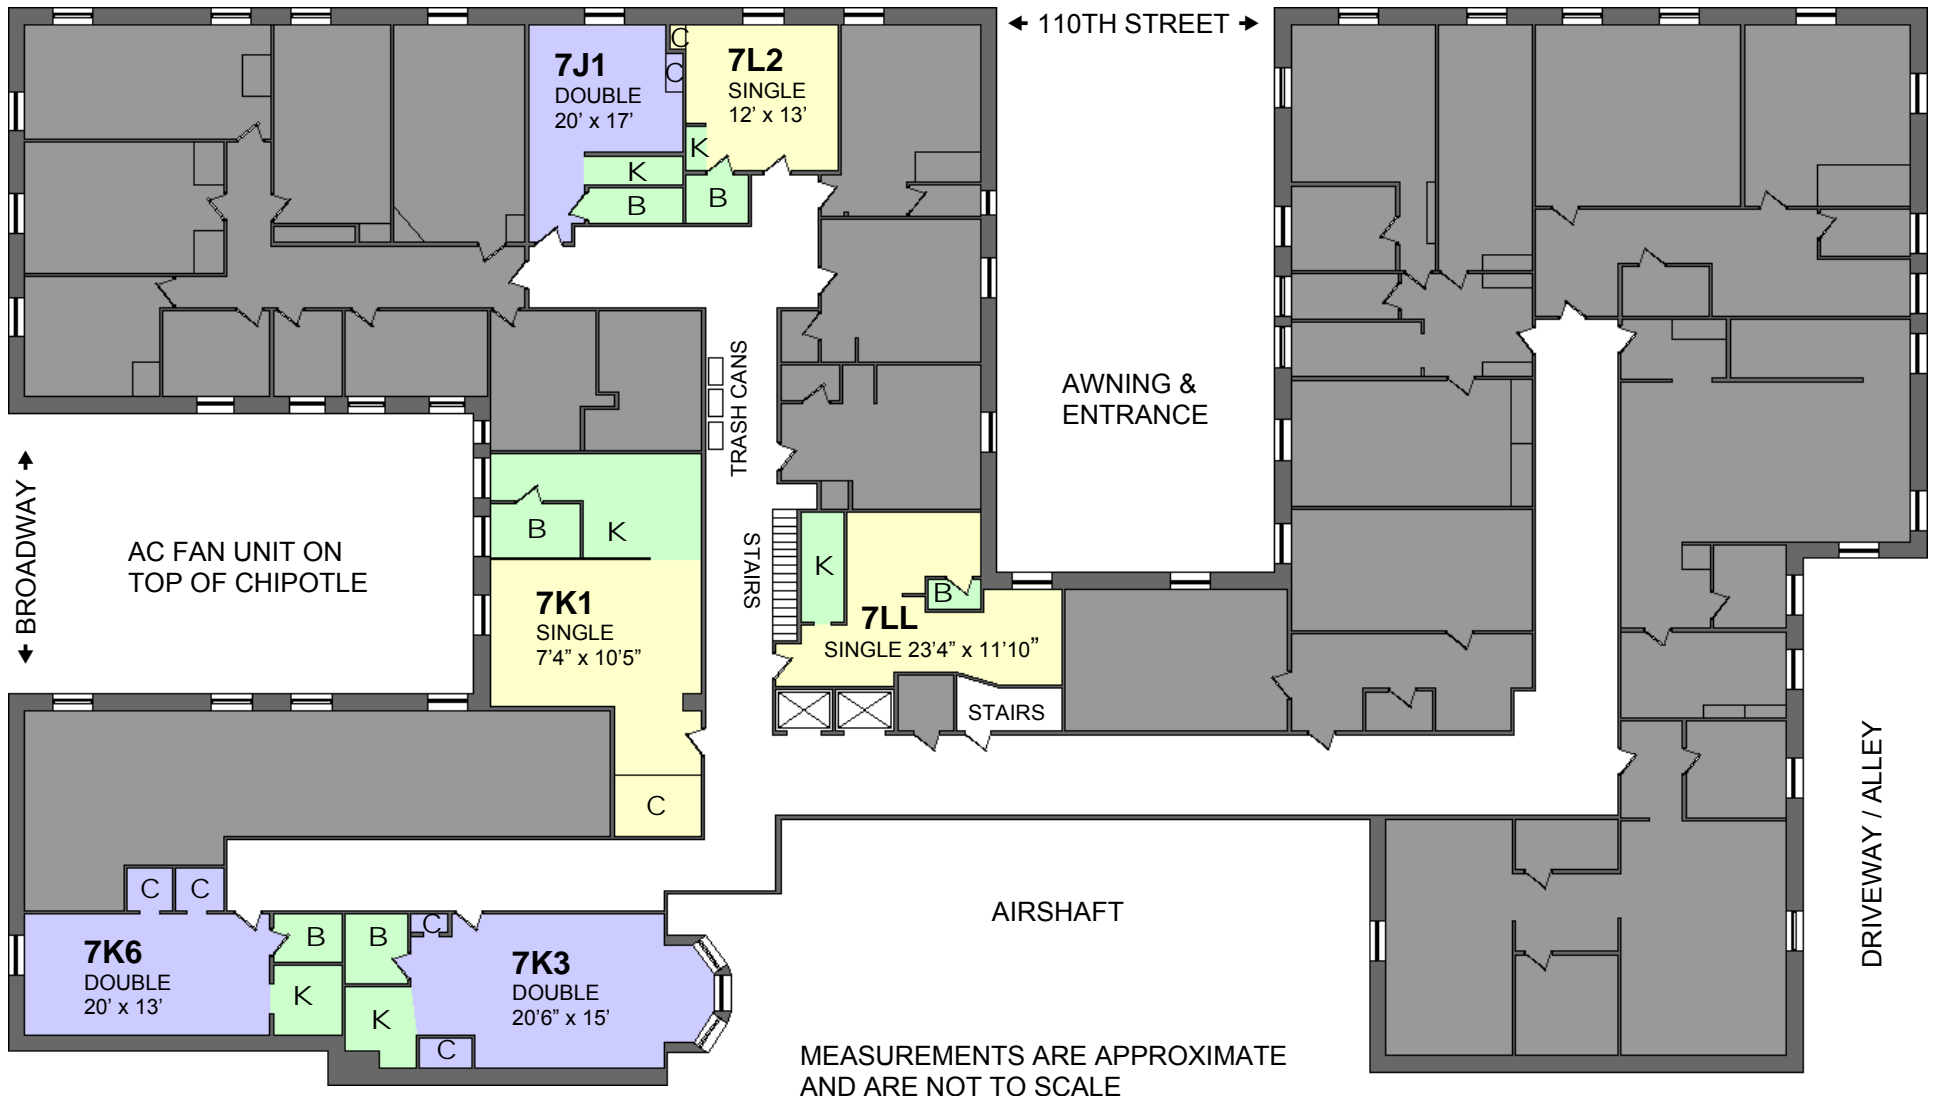 ← 110TH STREET →
C
7J1
DOUBLE
20’ x 17’
C
7L2
SINGLE
12’ x 13’
K
K
B
B
TRASH CANS
AWNING &
ENTRANCE
← BROADWAY →
AC FAN UNIT ON
TOP OF CHIPOTLE
B
K
STAIRS
K
B
7K1
SINGLE
7’4” x 10’5”
7LL
SINGLE 23’4” x 11’10”
STAIRS
C
DRIVEWAY / ALLEY
C
C
AIRSHAFT
C
B
B
7K6
DOUBLE
20’ x 13’
7K3
DOUBLE
20’6” x 15’
K
K
C
MEASUREMENTS ARE APPROXIMATE
AND ARE NOT TO SCALE